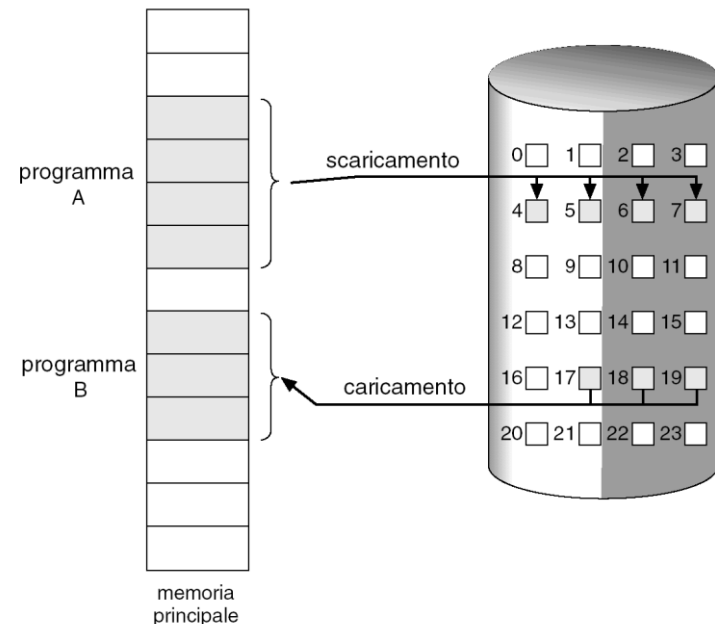 programma
A
scaricamento
0 1 2 3
4 5 6 7
8 9 10 11
12 13 14 15
programma
B
caricamento
16 17 18 19
20 21 22 23
memoria
principale